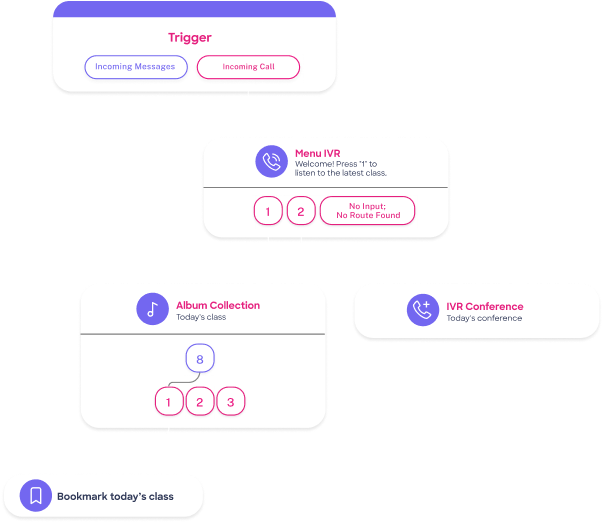 Trigger
Incoming Messages
Incoming Call
Menu IVR
Welcome! Press "1" to
listen to the latest class.
1
2
No Input;
No Route Found
Album Collection
Today's class
IVR Conference
Today's conference
8
1
2
3
Bookmark today's class